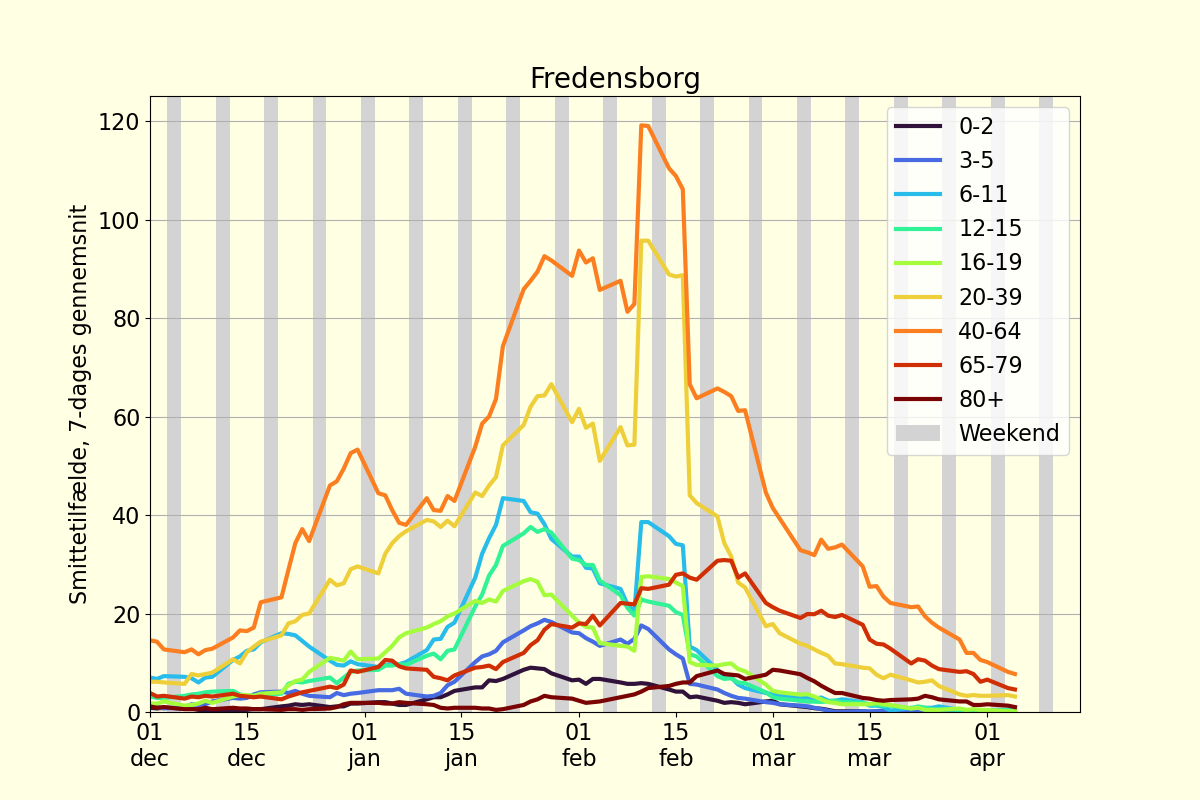 Fredensborg
Smittetilfælde, 7-dages gennemsnit
120
100
80
60
40
20
0
01 dec
15 dec
01 jan
15 jan
01 feb
15 feb
01 mar
15 mar
01 apr
0-2
3-5
6-11
12-15
16-19
20-39
40-64
65-79
80+
Weekend